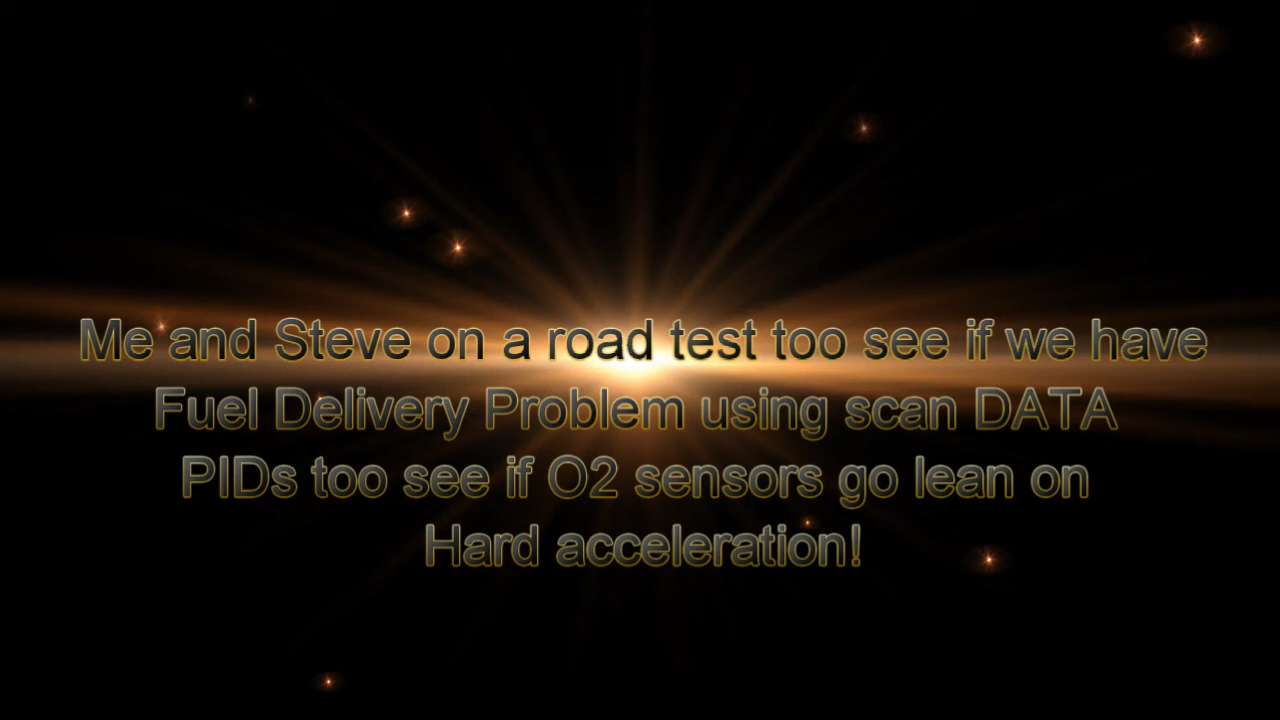 Me and Steve on a road test too see if we have
Fuel Delivery Problem using scan DATA
PIDs too see if O2 sensors go lean on
Hard acceleration!